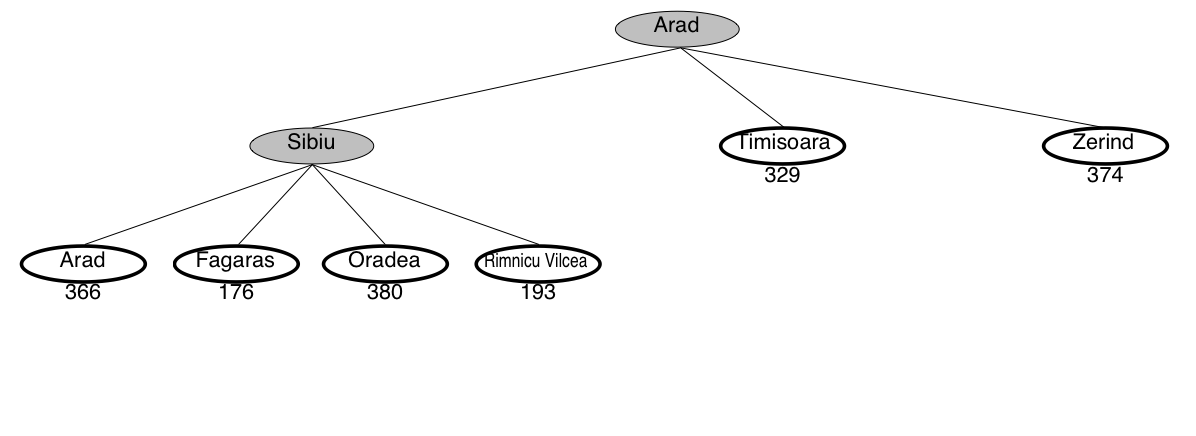 Arad
Sibiu
Timisoara
Zerind
329
374
Arad
Fagaras
Oradea
Rimnicu Vilcea
366
176
380
193